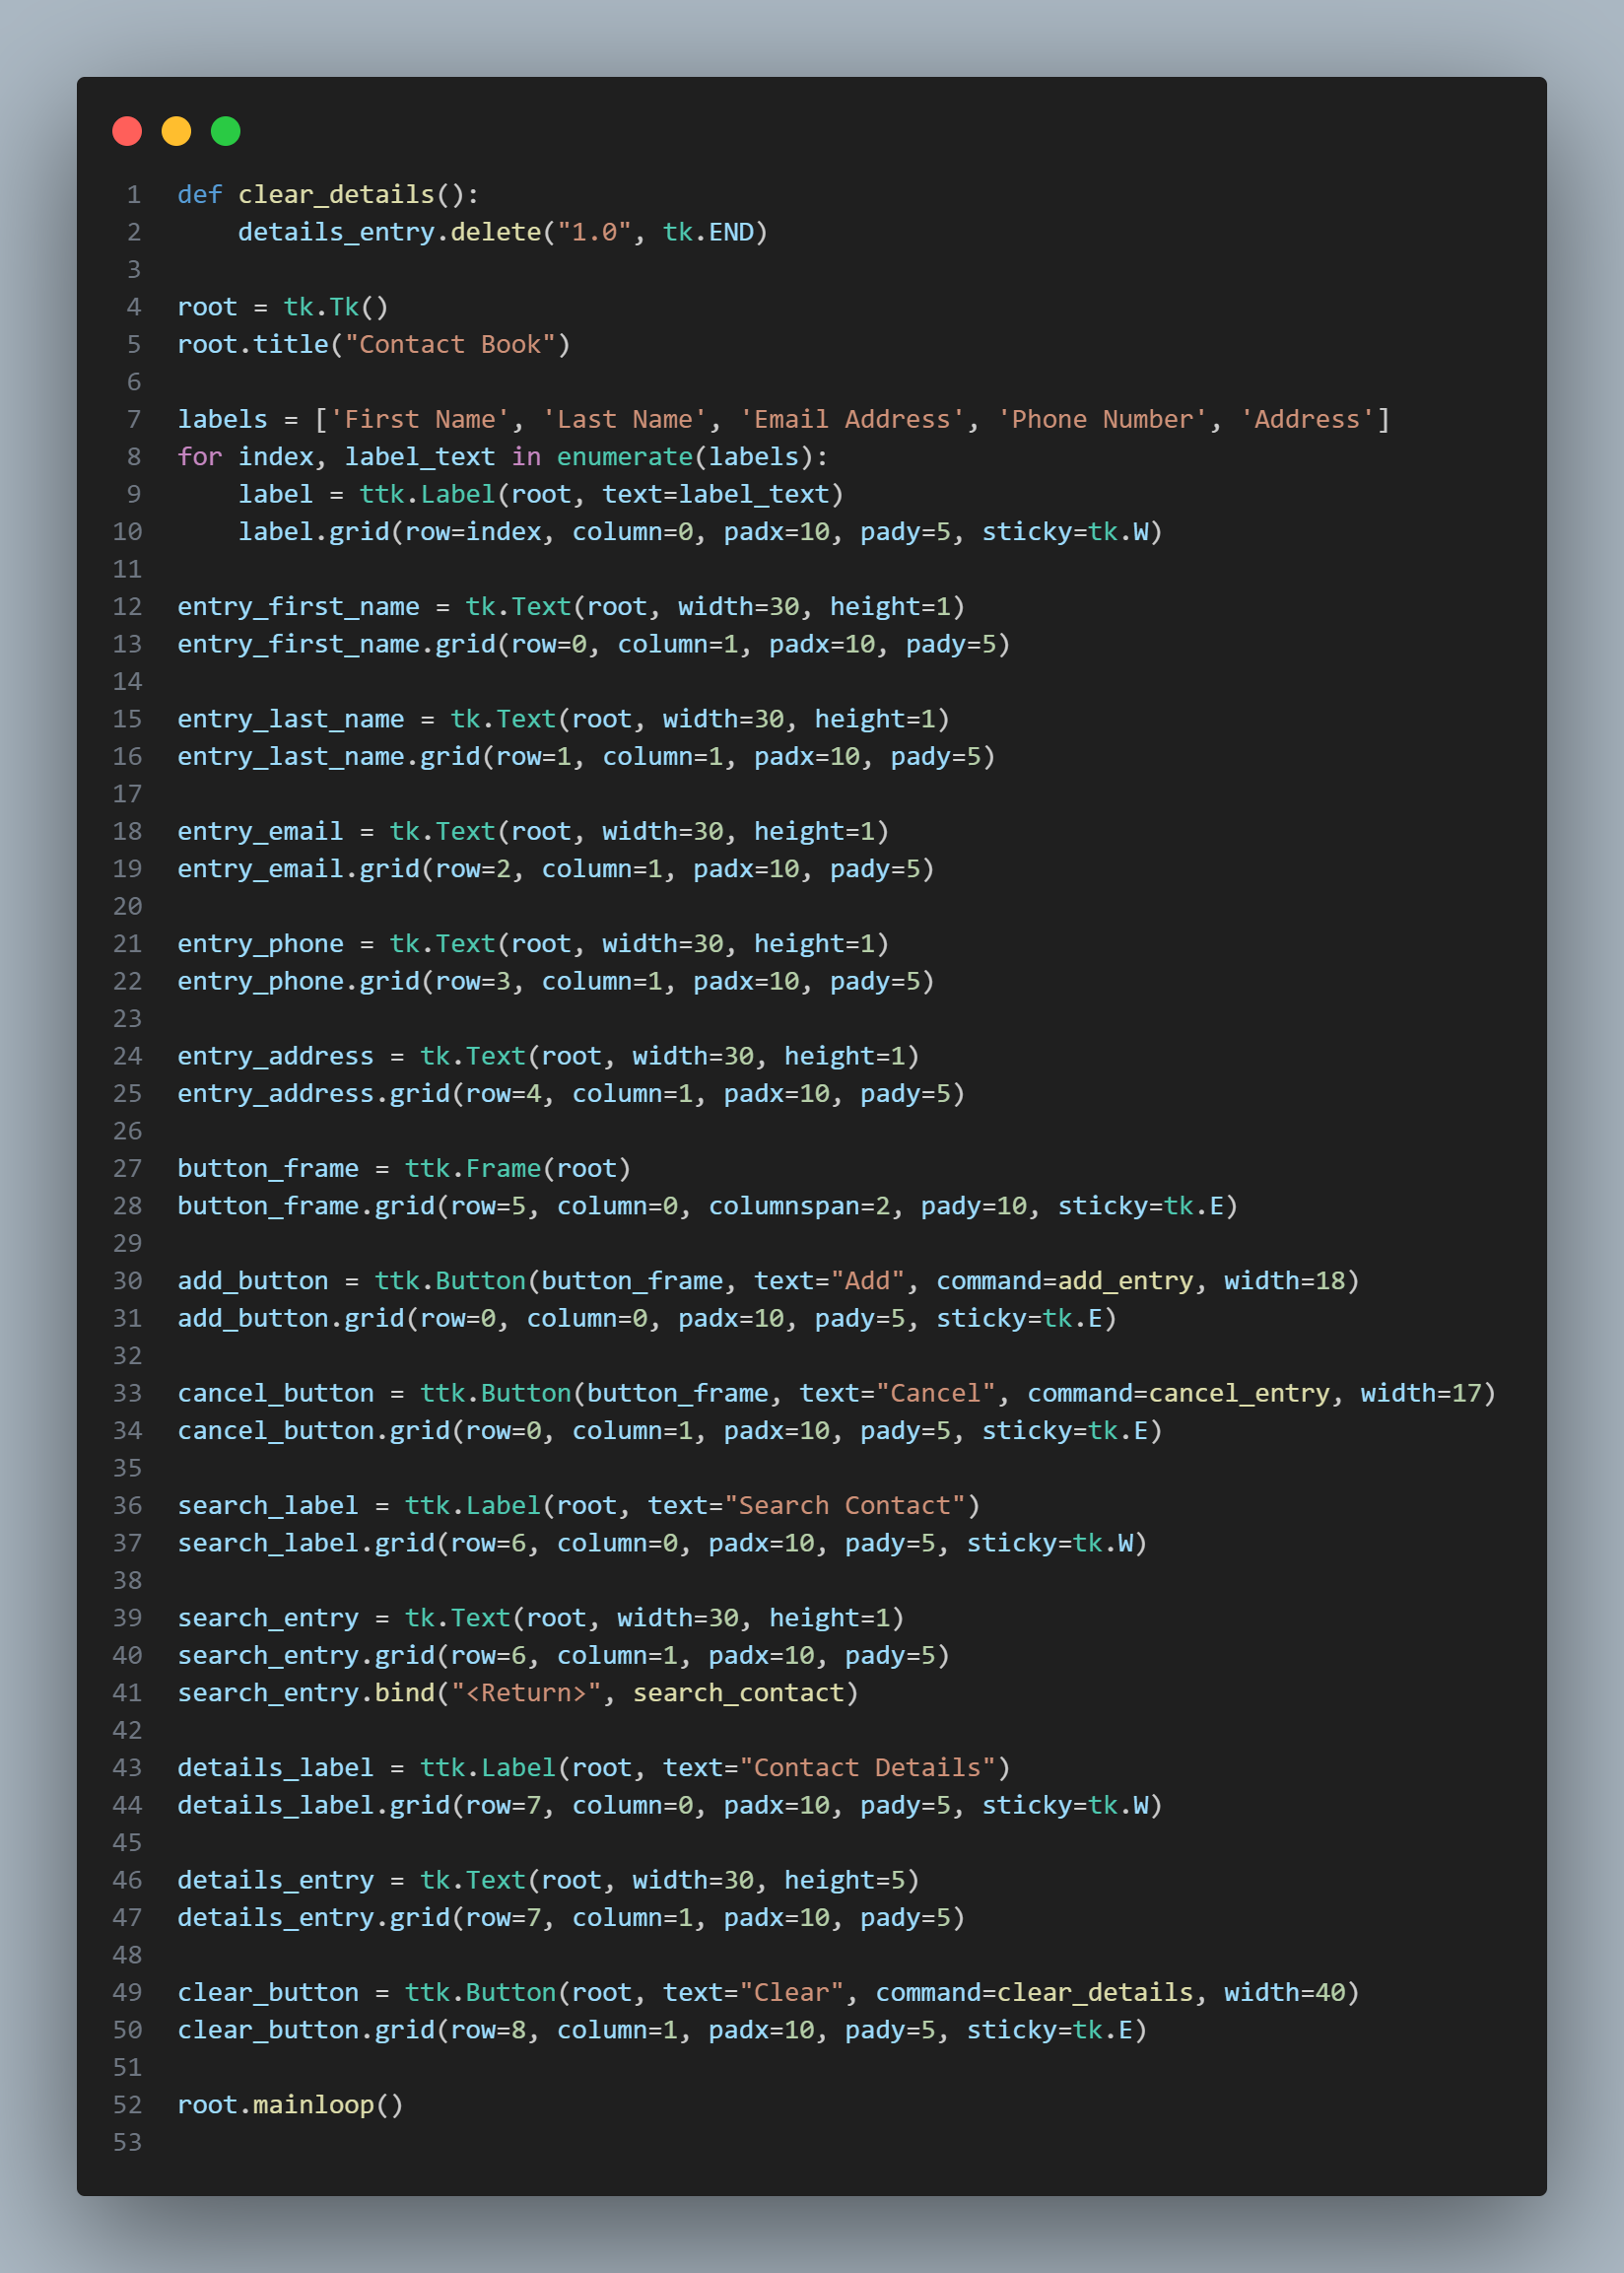 1 def clear_details():
2     details_entry.delete("1.0", tk.END)
3
4 root = tk.Tk()
5 root.title("Contact Book")
6
7 labels = ['First Name', 'Last Name', 'Email Address', 'Phone Number', 'Address']
8 for index, label_text in enumerate(labels):
9     label = ttk.Label(root, text=label_text)
10     label.grid(row=index, column=0, padx=10, pady=5, sticky=tk.W)
11
12 entry_first_name = tk.Text(root, width=30, height=1)
13 entry_first_name.grid(row=0, column=1, padx=10, pady=5)
14
15 entry_last_name = tk.Text(root, width=30, height=1)
16 entry_last_name.grid(row=1, column=1, padx=10, pady=5)
17
18 entry_email = tk.Text(root, width=30, height=1)
19 entry_email.grid(row=2, column=1, padx=10, pady=5)
20
21 entry_phone = tk.Text(root, width=30, height=1)
22 entry_phone.grid(row=3, column=1, padx=10, pady=5)
23
24 entry_address = tk.Text(root, width=30, height=1)
25 entry_address.grid(row=4, column=1, padx=10, pady=5)
26
27 button_frame = ttk.Frame(root)
28 button_frame.grid(row=5, column=0, columnspan=2, pady=10, sticky=tk.E)
29
30 add_button = ttk.Button(button_frame, text="Add", command=add_entry, width=18)
31 add_button.grid(row=0, column=0, padx=10, pady=5, sticky=tk.E)
32
33 cancel_button = ttk.Button(button_frame, text="Cancel", command=cancel_entry, width=17)
34 cancel_button.grid(row=0, column=1, padx=10, pady=5, sticky=tk.E)
35
36 search_label = ttk.Label(root, text="Search Contact")
37 search_label.grid(row=6, column=0, padx=10, pady=5, sticky=tk.W)
38
39 search_entry = tk.Text(root, width=30, height=1)
40 search_entry.grid(row=6, column=1, padx=10, pady=5)
41 search_entry.bind("<Return>", search_contact)
42
43 details_label = ttk.Label(root, text="Contact Details")
44 details_label.grid(row=7, column=0, padx=10, pady=5, sticky=tk.W)
45
46 details_entry = tk.Text(root, width=30, height=5)
47 details_entry.grid(row=7, column=1, padx=10, pady=5)
48
49 clear_button = ttk.Button(root, text="Clear", command=clear_details, width=40)
50 clear_button.grid(row=8, column=1, padx=10, pady=5, sticky=tk.E)
51
52 root.mainloop()
53